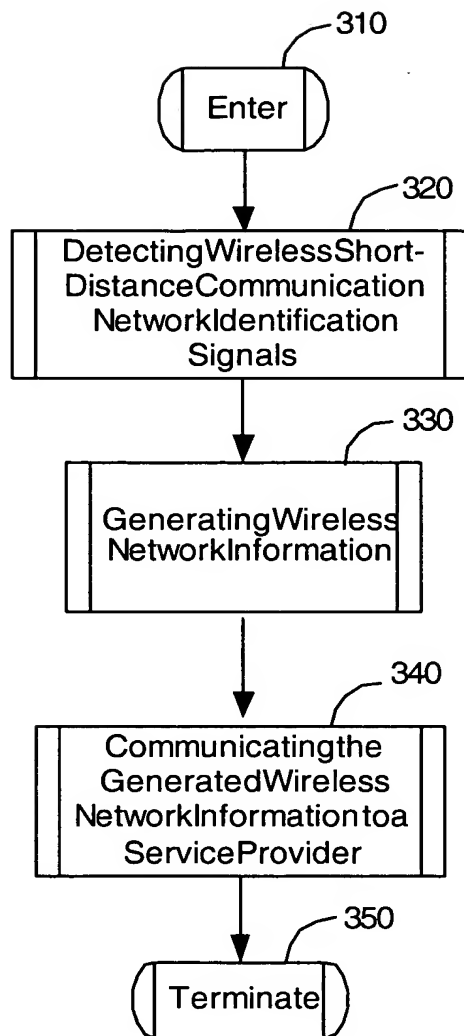 310
Enter
320
DetectingWirelessShort-
DistanceCommunication
NetworkIdentification
Signals
330
GeneratingWireless
NetworkInformation
340
Communicatingthe
GeneratedWireless
NetworkInformationtoa
ServiceProvider
350
Terminate